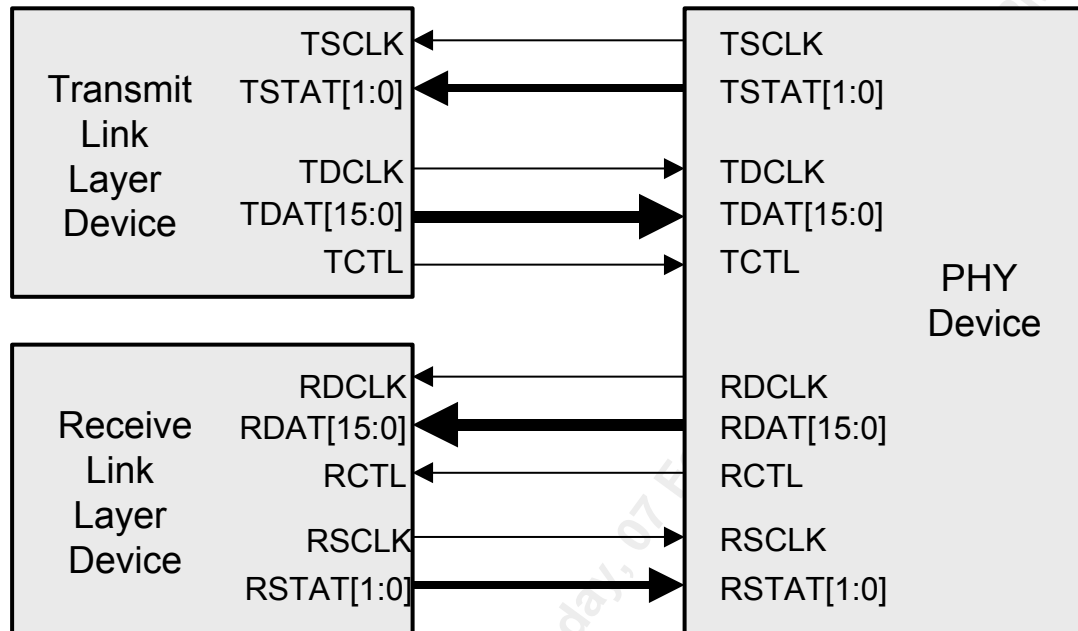 Transmit
Link
Layer
Device
TSCLK
TSTAT[1:0]
TDCLK
TDAT[15:0]
TCTL
Receive
Link
Layer
Device
RDCLK
RDAT[15:0]
RCTL
RSCLK
RSTAT[1:0]
TSCLK
TSTAT[1:0]
TDCLK
TDAT[15:0]
TCTL
PHY
Device
RDCLK
RDAT[15:0]
RCTL
RSCLK
RSTAT[1:0]